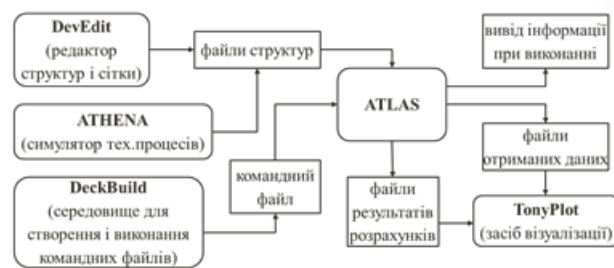 DevEdit
(редактор
структур і сітки)
файли структур
ATHENA
(симулятор тех.процесів)
DeckBuild
(середовище для
створення і виконання
командних файлів)
командний
файл
ATLAS
вивід інформації
при виконанні
файли
отриманих даних
файли
результатів
розрахунків
TonyPlot
(засіб візуалізації)